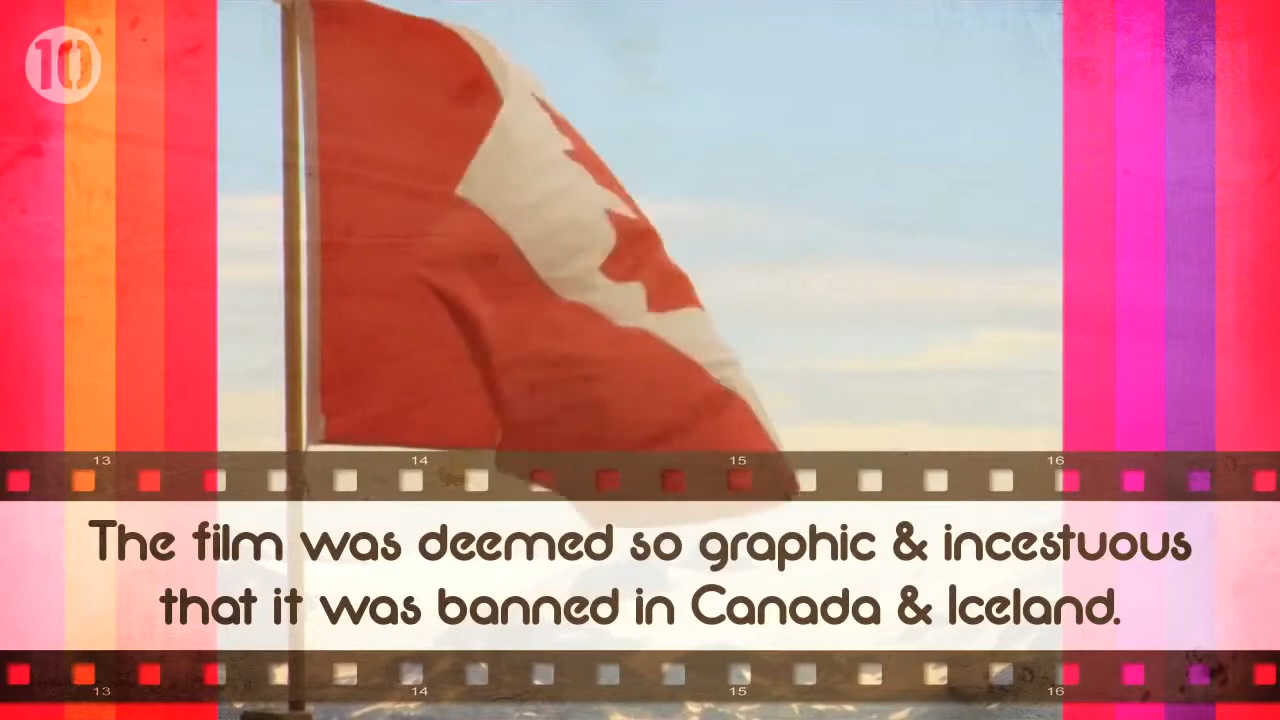 10
13 14 15 16
The film was deemed so graphic & incestuous
that it was banned in Canada & Iceland.
13 14 15 16